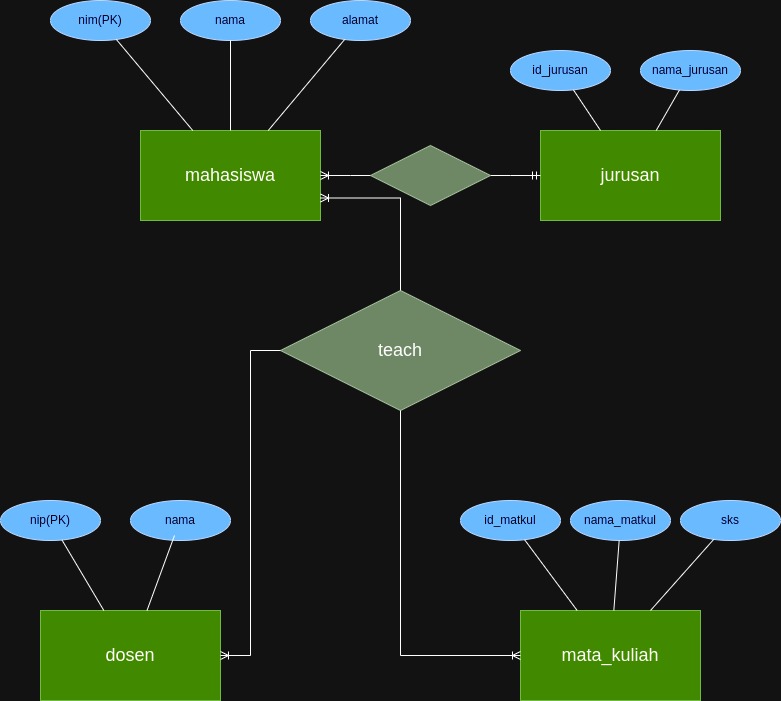 nim(PK)
nama
alamat
id_jurusan
nama_jurusan
mahasiswa
jurusan
teach
nip(PK)
nama
id_matkul
nama_matkul
sks
dosen
mata_kuliah